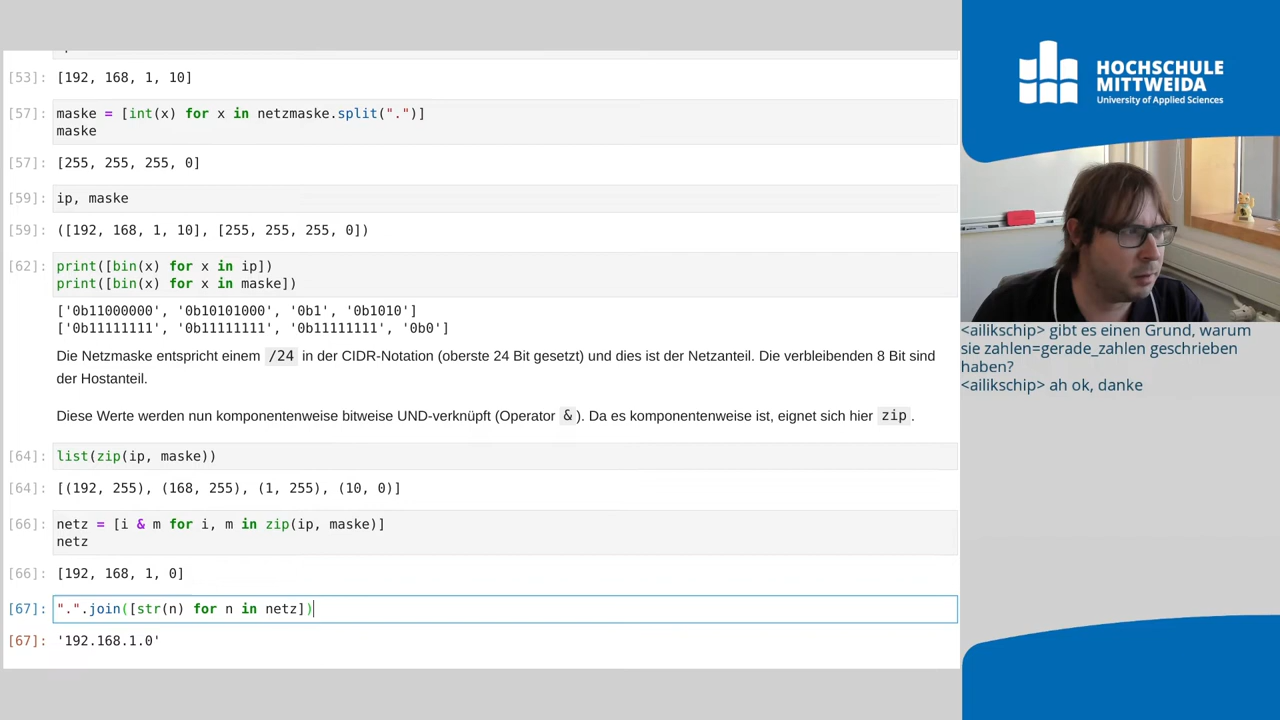 [53]: [192, 168, 1, 10]
[57]: maske = [int(x) for x in netzmaske.split(".")]
maske
[57]: [255, 255, 255, 0]
[59]: ip, maske
[59]: ([192, 168, 1, 10], [255, 255, 255, 0])
[62]: print([bin(x) for x in ip])
print([bin(x) for x in maske])
['0b11000000', '0b10101000', '0b1', '0b1010']
['0b11111111', '0b11111111', '0b11111111', '0b0']
Die Netzmaske entspricht einem /24 in der CIDR-Notation (oberste 24 Bit gesetzt) und dies ist der Netzanteil. Die verbleibenden 8 Bit sind
der Hostanteil.
Diese Werte werden nun komponentenweise bitweise UND-verknüpft (Operator & ). Da es komponentenweise ist, eignet sich hier zip .
[64]: list(zip(ip, maske))
[64]: [(192, 255), (168, 255), (1, 255), (10, 0)]
[66]: netz = [i & m for i, m in zip(ip, maske)]
netz
[66]: [192, 168, 1, 0]
[67]: ".".join([str(n) for n in netz])
[67]: '192.168.1.0'
HOCHSCHULE
MITTWEIDA
University of Applied Sciences
<ailikschip> gibt es einen Grund, warum
sie zahlen=gerade_zahlen geschrieben
haben?
<ailikschip> ah ok, danke